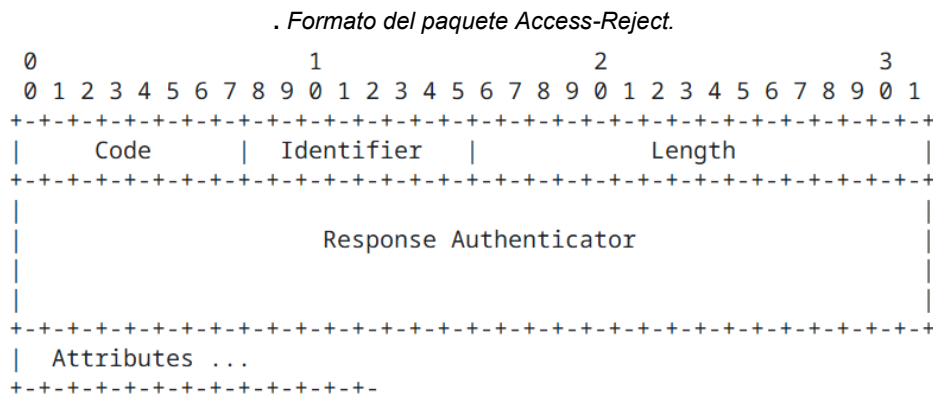 . Formato del paquete Access-Reject.
 0                   1                   2                   3
 0 1 2 3 4 5 6 7 8 9 0 1 2 3 4 5 6 7 8 9 0 1 2 3 4 5 6 7 8 9 0 1
+-+-+-+-+-+-+-+-+-+-+-+-+-+-+-+-+-+-+-+-+-+-+-+-+-+-+-+-+-+-+-+-+
|     Code      |  Identifier   |            Length             |
+-+-+-+-+-+-+-+-+-+-+-+-+-+-+-+-+-+-+-+-+-+-+-+-+-+-+-+-+-+-+-+-+
|                                                               |
|                     Response Authenticator                    |
|                                                               |
|                                                               |
+-+-+-+-+-+-+-+-+-+-+-+-+-+-+-+-+-+-+-+-+-+-+-+-+-+-+-+-+-+-+-+-+
|  Attributes ...
+-+-+-+-+-+-+-+-+-+-+-+-+-